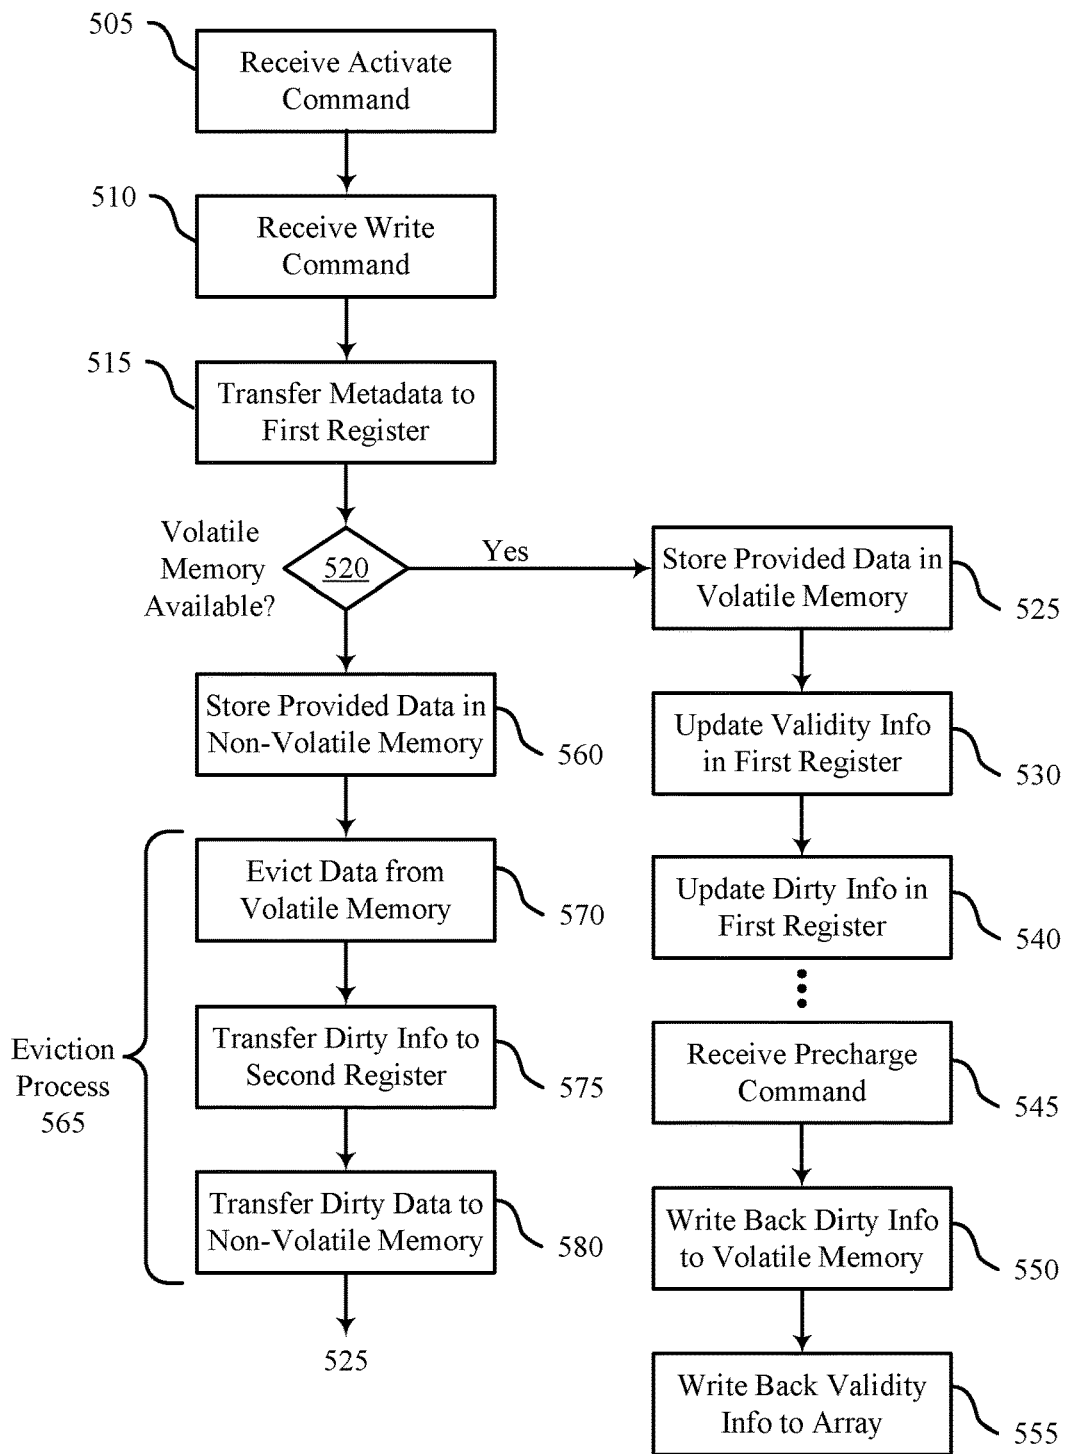 505
Receive Activate
Command
510
Receive Write
Command
515
Transfer Metadata to
First Register
Volatile
Memory
Available?
520
Yes
Store Provided Data in
Volatile Memory
525
Store Provided Data in
Non-Volatile Memory
560
Update Validity Info
in First Register
530
Evict Data from
Volatile Memory
570
Update Dirty Info in
First Register
540
Eviction
Process
565
Transfer Dirty Info to
Second Register
575
Receive Precharge
Command
545
Transfer Dirty Data to
Non-Volatile Memory
580
Write Back Dirty Info
to Volatile Memory
550
525
Write Back Validity
Info to Array
555